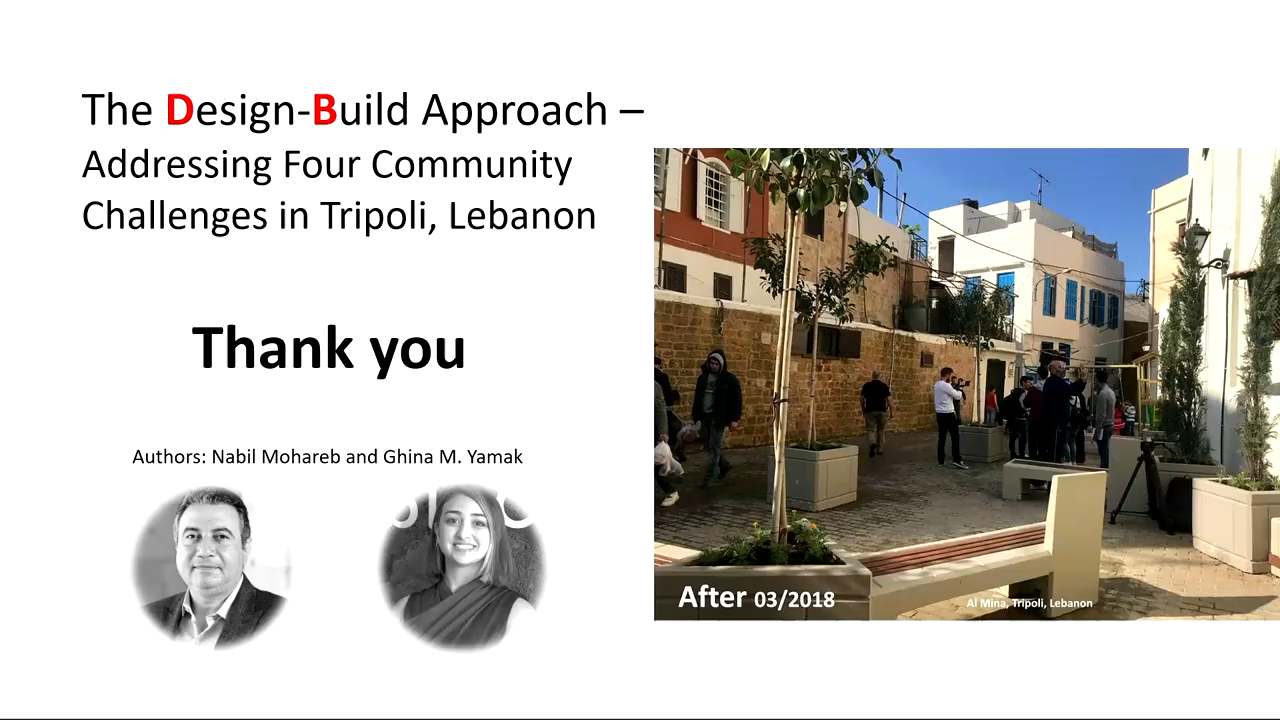 The Design-Build Approach –
Addressing Four Community
Challenges in Tripoli, Lebanon
Thank you
Authors: Nabil Mohareb and Ghina M. Yamak
After 03/2018
Al Mina, Tripoli, Lebanon